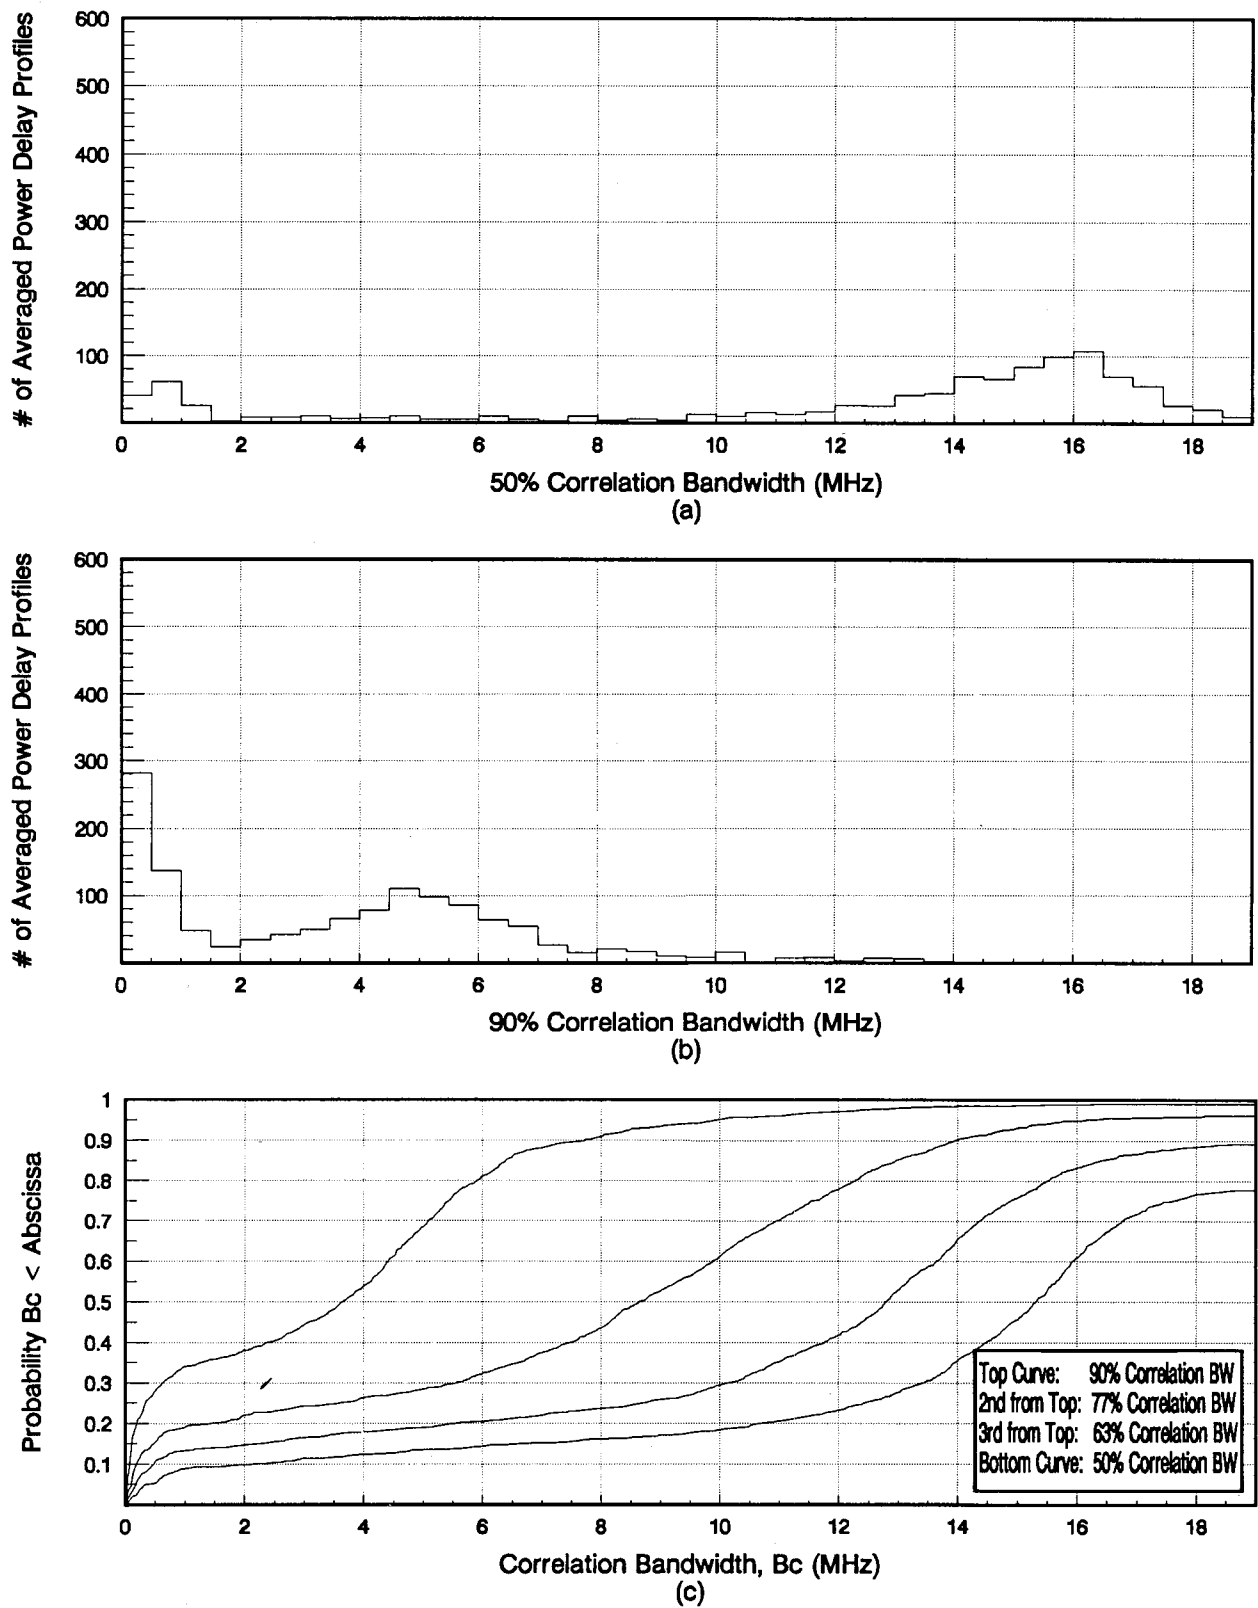 # of Averaged Power Delay Profiles
600
500
400
300
200
100
0 2 4 6 8 10 12 14 16 18
50% Correlation Bandwidth (MHz)
(a)
# of Averaged Power Delay Profiles
600
500
400
300
200
100
0 2 4 6 8 10 12 14 16 18
90% Correlation Bandwidth (MHz)
(b)
Probability Bc < Abscissa
1
0.9
0.8
0.7
0.6
0.5
0.4
0.3
0.2
0.1
Top Curve: 90% Correlation BW
2nd from Top: 77% Correlation BW
3rd from Top: 63% Correlation BW
Bottom Curve: 50% Correlation BW
0 2 4 6 8 10 12 14 16 18
Correlation Bandwidth, Bc (MHz)
(c)